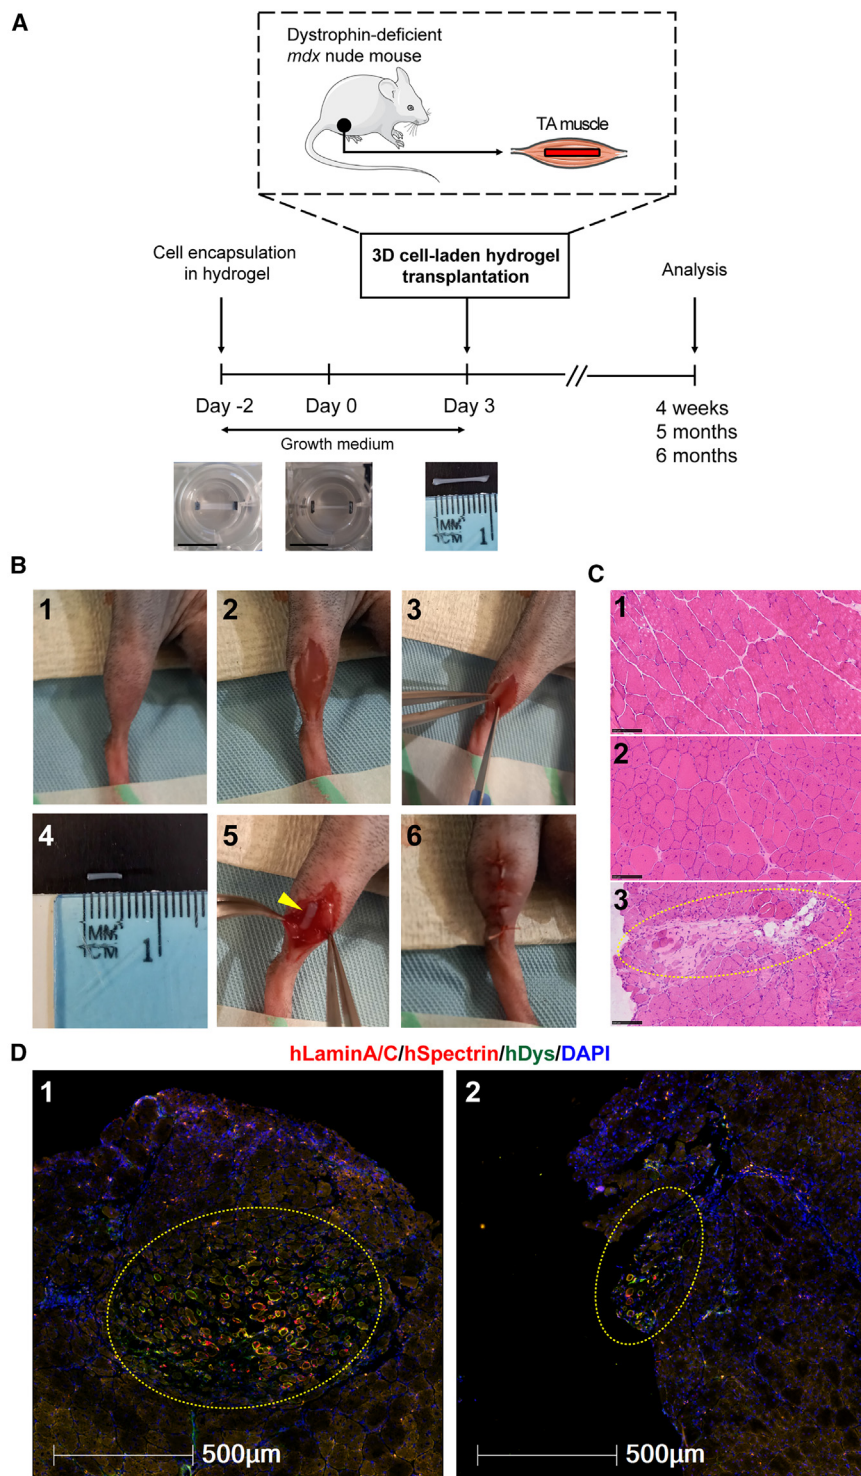 A
Dystrophin-deficient
mdx nude mouse
TA muscle
Cell encapsulation
in hydrogel
3D cell-laden hydrogel
transplantation
Analysis
Day -2
Day 0
Day 3
4 weeks
5 months
6 months
Growth medium
MM
CM
1
B
1
2
3
4
MM
CM
1
5
6
C
1
2
3
D
hLaminA/C/hSpectrin/hDys/DAPI
1
500µm
2
500µm